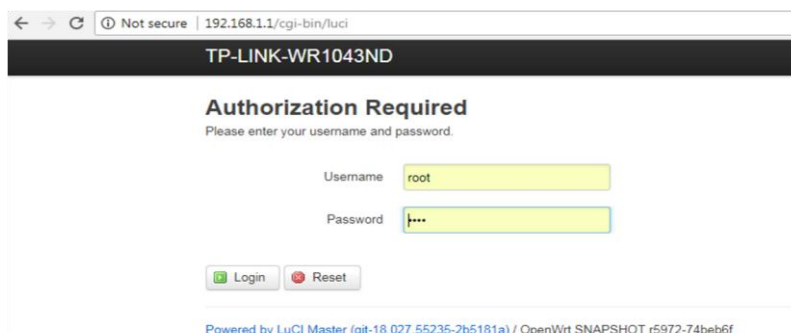 Not secure | 192.168.1.1/cgi-bin/luci
TP-LINK-WR1043ND
Authorization Required
Please enter your username and password.
Username root
Password ••••
Login Reset
Powered by LuCI Master (git-18.027.55235-2b5181a) / OpenWrt SNAPSHOT r5972-74beb6f